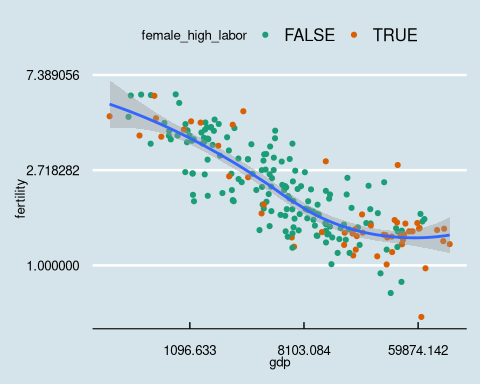 female_high_labor FALSE TRUE
7.389056
2.718282
1.000000
fertility
1096.633 8103.084 59874.142
gdp